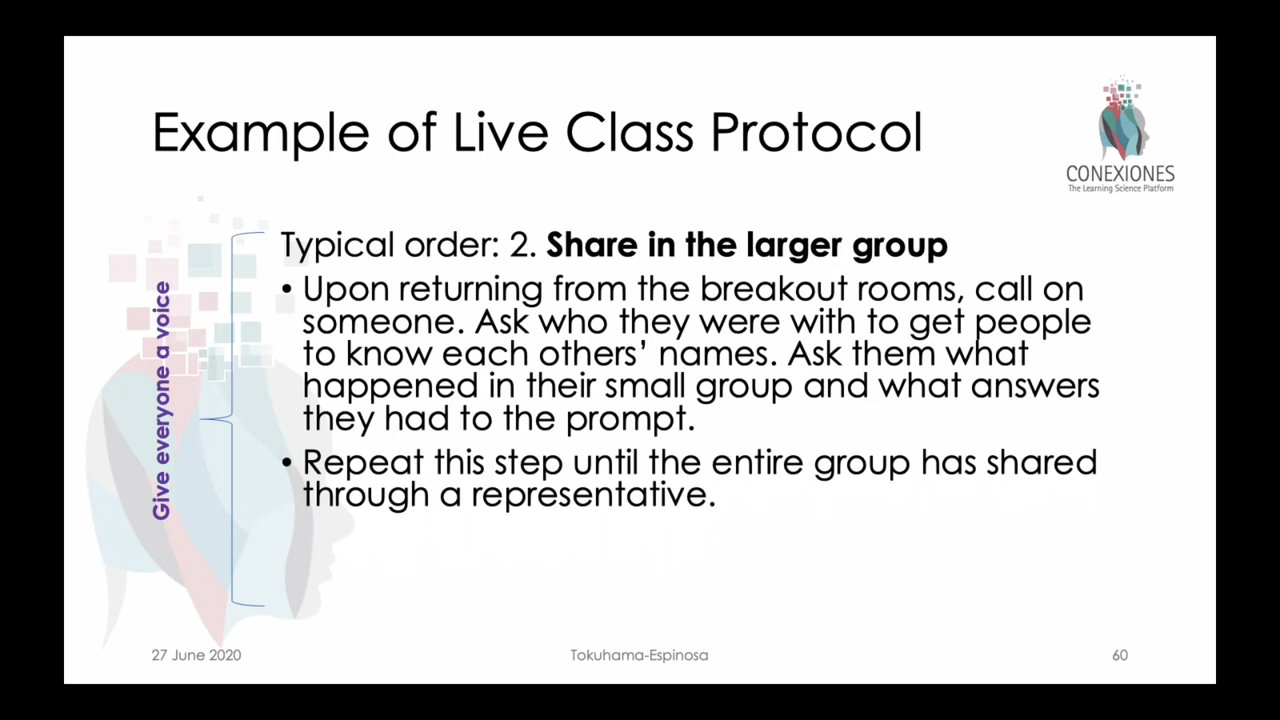 Example of Live Class Protocol
CONEXIONES
The Learning Science Platform
Give everyone a voice
Typical order: 2. Share in the larger group
• Upon returning from the breakout rooms, call on
someone. Ask who they were with to get people
to know each others’ names. Ask them what
happened in their small group and what answers
they had to the prompt.
• Repeat this step until the entire group has shared
through a representative.
27 June 2020
Tokuhama-Espinosa
60